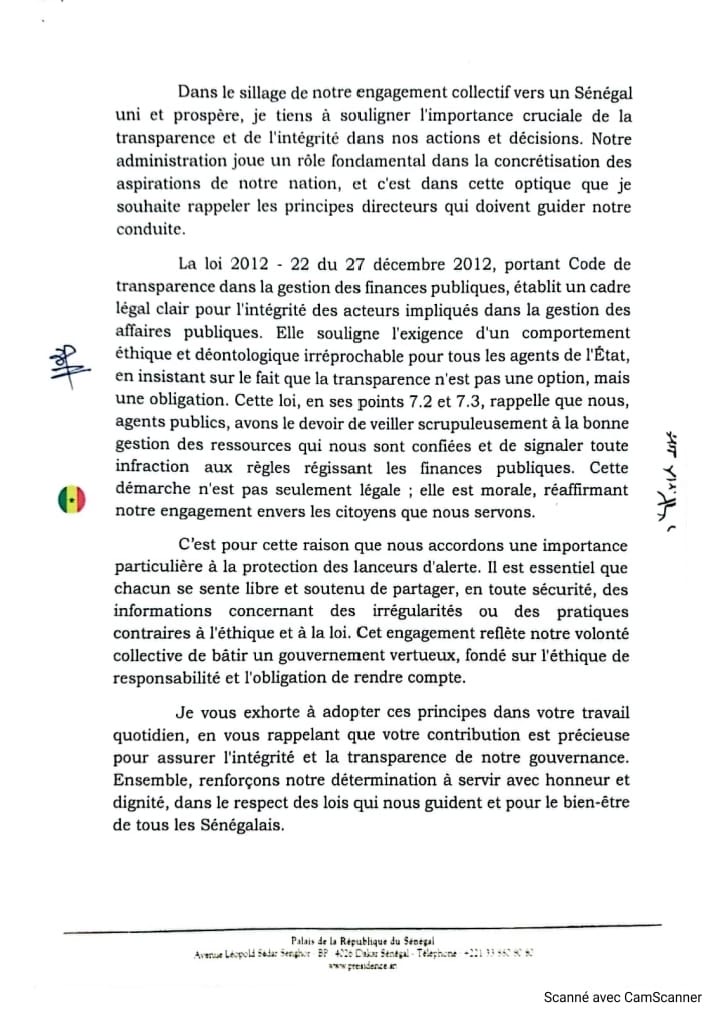 Dans le sillage de notre engagement collectif vers un Sénégal
uni et prospère, je tiens à souligner l'importance cruciale de la
transparence et de l'intégrité dans nos actions et décisions. Notre
administration joue un rôle fondamental dans la concrétisation des
aspirations de notre nation, et c'est dans cette optique que je
souhaite rappeler les principes directeurs qui doivent guider notre
conduite.
La loi 2012 - 22 du 27 décembre 2012, portant Code de
transparence dans la gestion des finances publiques, établit un cadre
légal clair pour l'intégrité des acteurs impliqués dans la gestion des
affaires publiques. Elle souligne l'exigence d'un comportement
éthique et déontologique irréprochable pour tous les agents de l'État,
en insistant sur le fait que la transparence n'est pas une option, mais
une obligation. Cette loi, en ses points 7.2 et 7.3, rappelle que nous,
agents publics, avons le devoir de veiller scrupuleusement à la bonne
gestion des ressources qui nous sont confiées et de signaler toute
infraction aux règles régissant les finances publiques. Cette
démarche n'est pas seulement légale ; elle est morale, réaffirmant
notre engagement envers les citoyens que nous servons.
C'est pour cette raison que nous accordons une importance
particulière à la protection des lanceurs d'alerte. Il est essentiel que
chacun se sente libre et soutenu de partager, en toute sécurité, des
informations concernant des irrégularités ou des pratiques
contraires à l'éthique et à la loi. Cet engagement reflète notre volonté
collective de bâtir un gouvernement vertueux, fondé sur l'éthique de
responsabilité et l'obligation de rendre compte.
Je vous exhorte à adopter ces principes dans votre travail
quotidien, en vous rappelant que votre contribution est précieuse
pour assurer l'intégrité et la transparence de notre gouvernance.
Ensemble, renforçons notre détermination à servir avec honneur et
dignité, dans le respect des lois qui nous guident et pour le bien-être
de tous les Sénégalais.
Palais de la République du Sénégal
Avenue Léopold Sédar Senghor BP 4026 Dakar Sénégal - Téléphone +221 33
www.presidence.sn
Scanné avec CamScanner